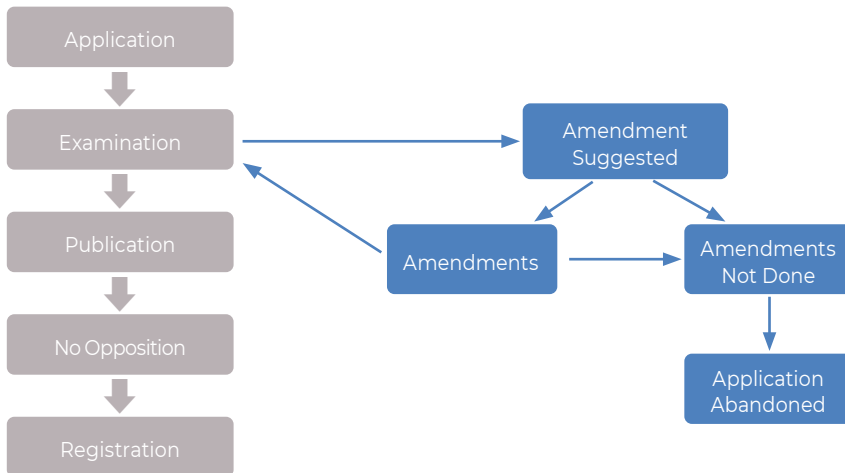 Application
Examination
Publication
No Opposition
Registration
Amendment
Suggested
Amendments
Amendments
Not Done
Application
Abandoned